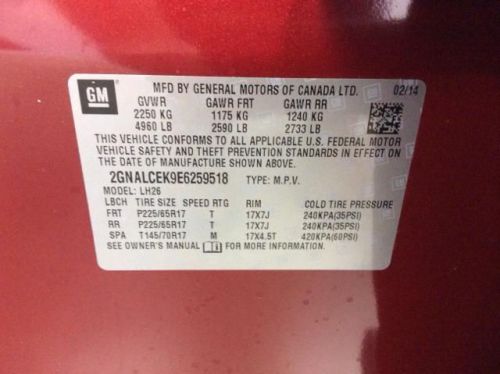 GM
MFD BY GENERAL MOTORS OF CANADA LTD. 02/14
GVWR GAWR FRT GAWR RR
2250 KG 1175 KG 1240 KG
4960 LB 2590 LB 2733 LB
THIS VEHICLE CONFORMS TO ALL APPLICABLE U.S. FEDERAL MOTOR
VEHICLE SAFETY AND THEFT PREVENTION STANDARDS IN EFFECT ON
THE DATE OF MANUFACTURE SHOWN ABOVE.
2GNALCEK9E6259518 TYPE: M.P.V.
MODEL: LH26
LBCH TIRE SIZE SPEED RTG RIM COLD TIRE PRESSURE
FRT P225/65R17 T 17X7J 240KPA(35PSI)
RR P225/65R17 T 17X7J 240KPA(35PSI)
SPA T145/70R17 M 17X4.5T 420KPA(60PSI)
SEE OWNER'S MANUAL FOR MORE INFORMATION.